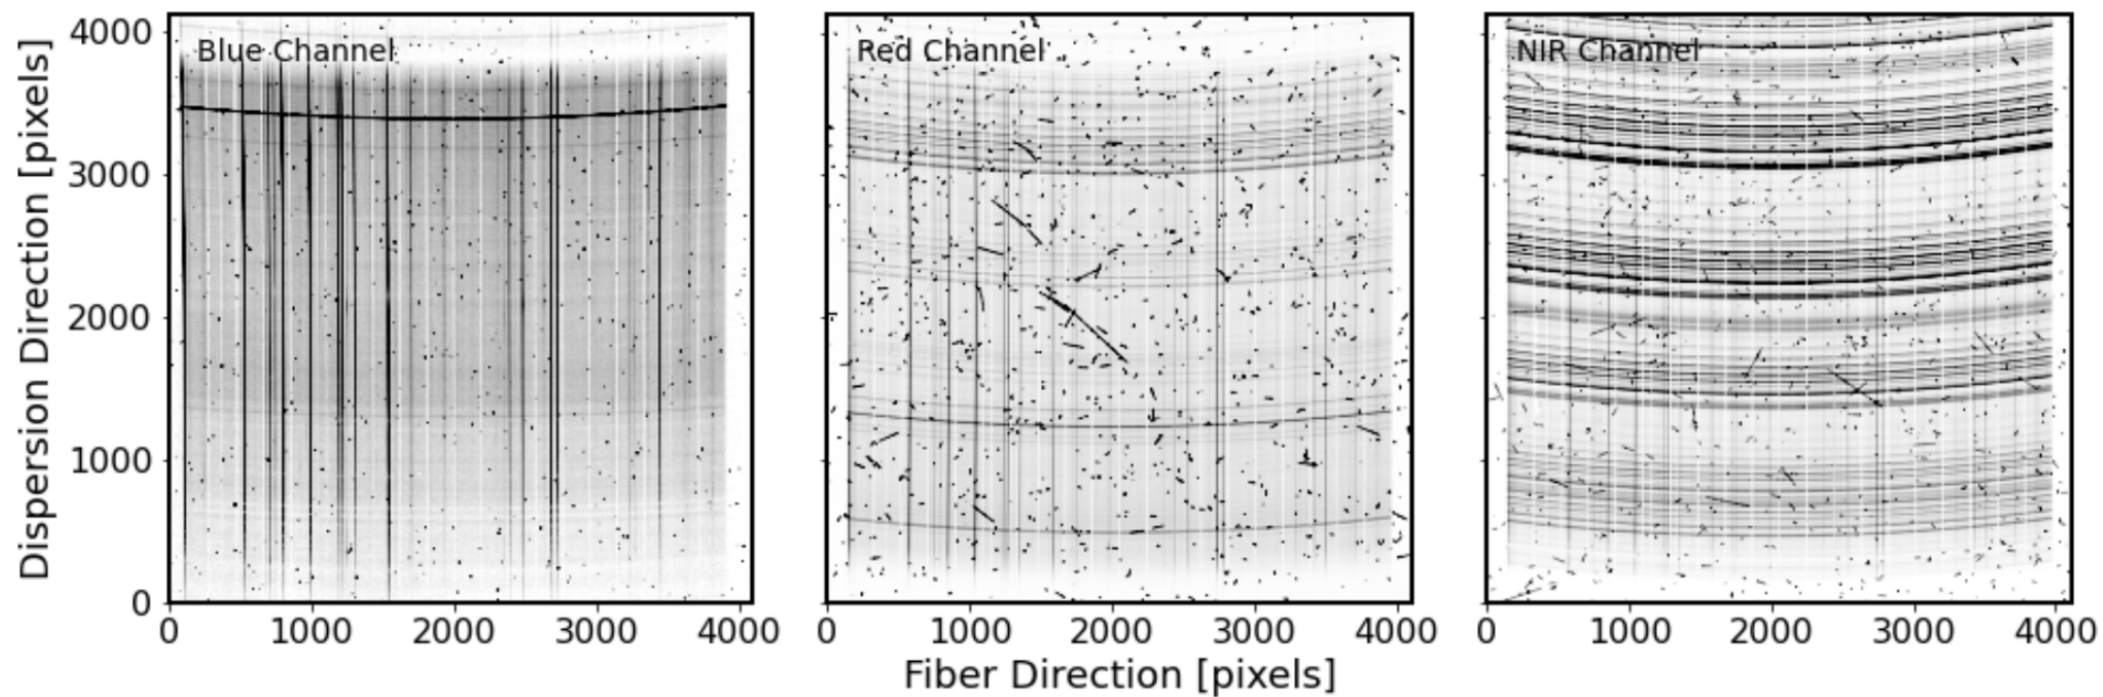 Dispersion Direction [pixels]
4000
3000
2000
1000
0
Blue Channel
Red Channel
NIR Channel
0 1000 2000 3000 4000
0 1000 2000 3000 4000
0 1000 2000 3000 4000
Fiber Direction [pixels]